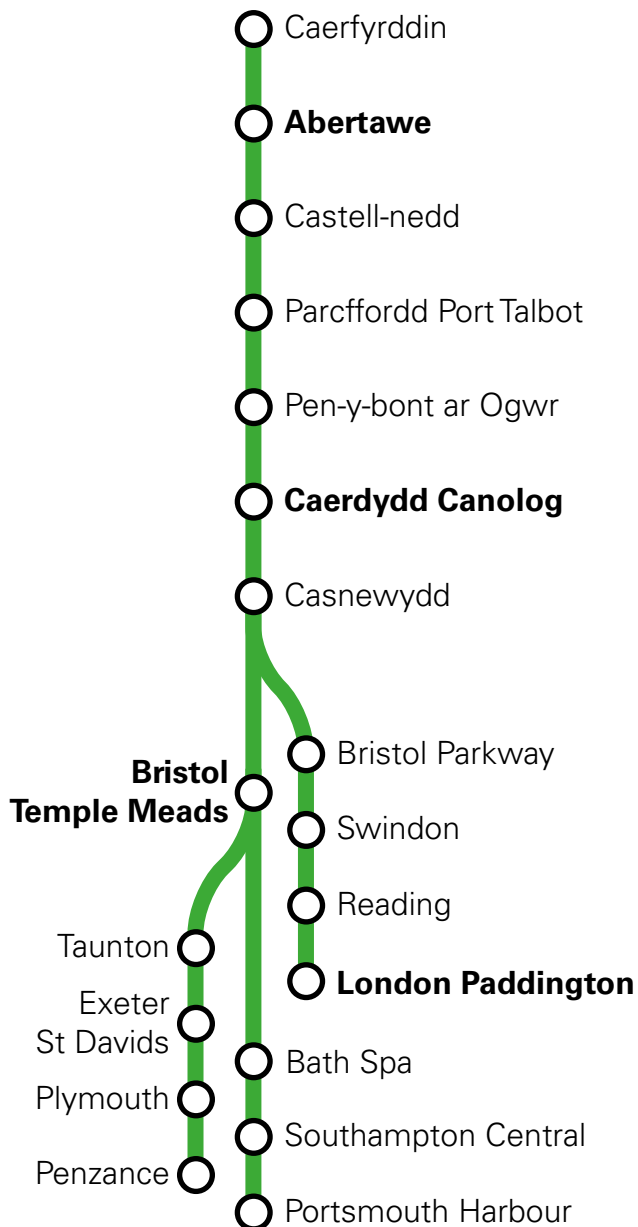 Caerfyrddin
Abertawe
Castell-nedd
Parcffordd Port Talbot
Pen-y-bont ar Ogwr
Caerdydd Canolog
Casnewydd
Bristol Parkway
Bristol
Temple Meads
Swindon
Reading
London Paddington
Taunton
Exeter
St Davids
Plymouth
Penzance
Bath Spa
Southampton Central
Portsmouth Harbour